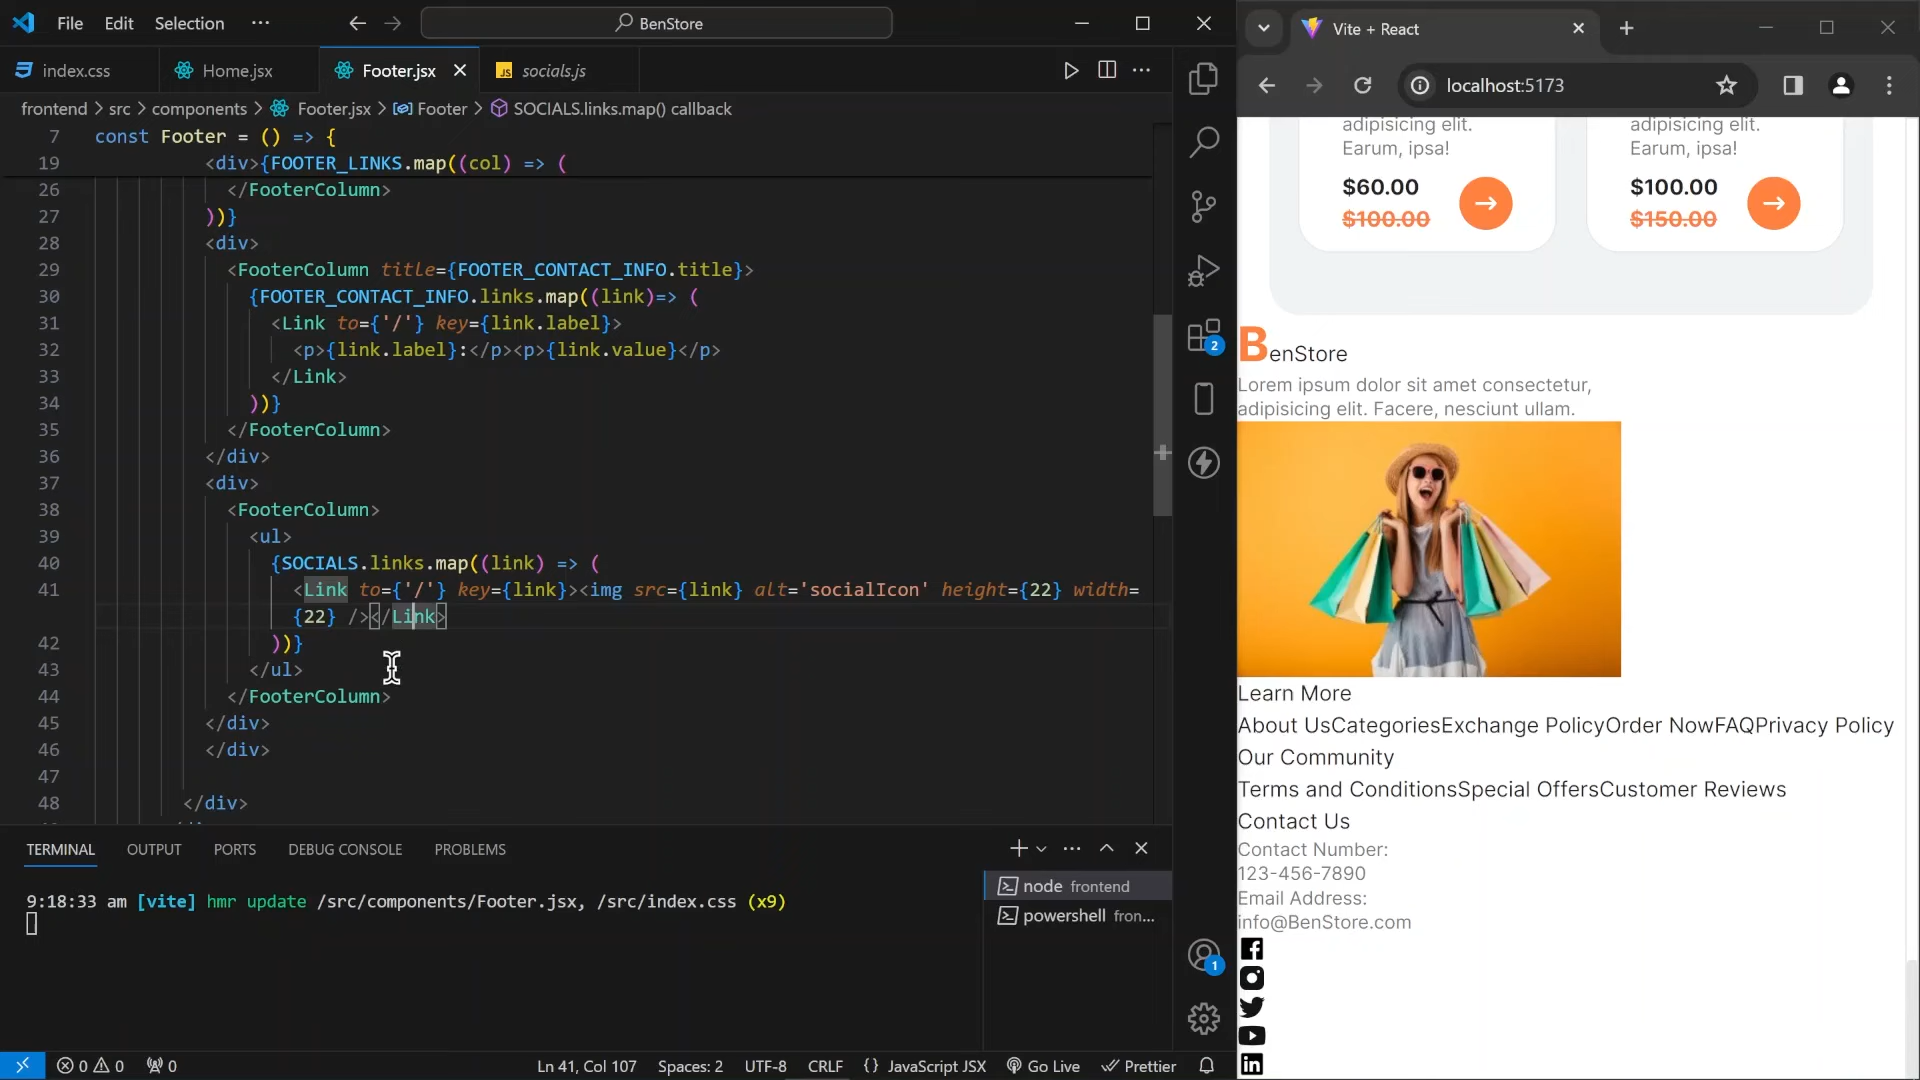 File Edit Selection ··· BenStore
index.css Home.jsx Footer.jsx socials.js
frontend > src > components > Footer.jsx > Footer > SOCIALS.links.map() callback
7 const Footer = () => {
19 <div>{FOOTER_LINKS.map((col) => (
26 </FooterColumn>
27 ))}
28 <div>
29 <FooterColumn title={FOOTER_CONTACT_INFO.title}>
30 {FOOTER_CONTACT_INFO.links.map((link)=> (
31 <Link to={'/'} key={link.label}>
32 <p>{link.label}:</p><p>{link.value}</p>
33 </Link>
34 ))}
35 </FooterColumn>
36 </div>
37 <div>
38 <FooterColumn>
39 <ul>
40 {SOCIALS.links.map((link) => (
41 <Link to={'/'} key={link}><img src={link} alt='socialIcon' height={22} width=
{22} /></Link>
42 ))}
43 </ul>
44 </FooterColumn>
45 </div>
46 </div>
47
48 </div>
TERMINAL OUTPUT PORTS DEBUG CONSOLE PROBLEMS
9:18:33 am [vite] hmr update /src/components/Footer.jsx, /src/index.css (x9)
node frontend
powershell fron...
2
1
0 0 0 Ln 41, Col 107 Spaces: 2 UTF-8 CRLF {} JavaScript JSX Go Live Prettier
Vite + React
localhost:5173
adipisicing elit. adipisicing elit.
Earum, ipsa! Earum, ipsa!
$60.00 $100.00
$100.00 $150.00
BenStore
Lorem ipsum dolor sit amet consectetur,
adipisicing elit. Facere, nesciunt ullam.
Learn More
About UsCategoriesExchange PolicyOrder NowFAQPrivacy Policy
Our Community
Terms and ConditionsSpecial OffersCustomer Reviews
Contact Us
Contact Number:
123-456-7890
Email Address:
info@BenStore.com